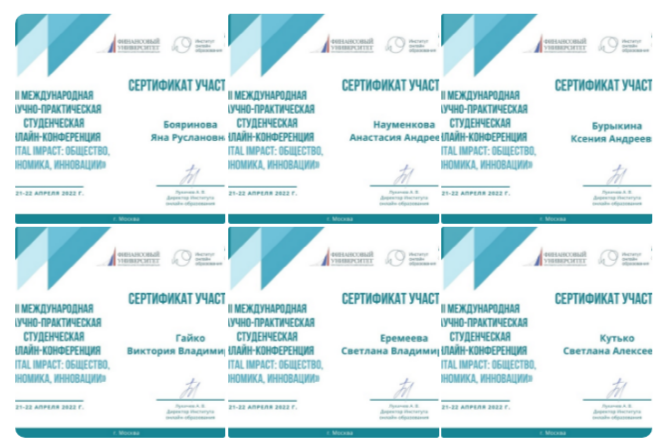 ФИНАНСОВЫЙ
УНИВЕРСИТЕТ
Институт
онлайн
образования
СЕРТИФИКАТ УЧАСТ
II МЕЖДУНАРОДНАЯ
УЧНО-ПРАКТИЧЕСКАЯ
СТУДЕНЧЕСКАЯ
ЛАЙН-КОНФЕРЕНЦИЯ
ITAL IMPACT: ОБЩЕСТВО,
НОМИКА, ИННОВАЦИИ»
Бояринова
Яна Руслановн
21-22 АПРЕЛЯ 2022 Г.
Директор Института
онлайн-образования
г. Москва
ФИНАНСОВЫЙ
УНИВЕРСИТЕТ
Институт
онлайн
образования
СЕРТИФИКАТ УЧАСТ
II МЕЖДУНАРОДНАЯ
УЧНО-ПРАКТИЧЕСКАЯ
СТУДЕНЧЕСКАЯ
ЛАЙН-КОНФЕРЕНЦИЯ
ITAL IMPACT: ОБЩЕСТВО,
НОМИКА, ИННОВАЦИИ»
Науменкова
Анастасия Андрее
21-22 АПРЕЛЯ 2022 Г.
Директор Института
онлайн-образования
г. Москва
ФИНАНСОВЫЙ
УНИВЕРСИТЕТ
Институт
онлайн
образования
СЕРТИФИКАТ УЧАСТ
II МЕЖДУНАРОДНАЯ
УЧНО-ПРАКТИЧЕСКАЯ
СТУДЕНЧЕСКАЯ
ЛАЙН-КОНФЕРЕНЦИЯ
ITAL IMPACT: ОБЩЕСТВО,
НОМИКА, ИННОВАЦИИ»
Бурыкина
Ксения Андреев
21-22 АПРЕЛЯ 2022 Г.
Директор Института
онлайн-образования
г. Москва
ФИНАНСОВЫЙ
УНИВЕРСИТЕТ
Институт
онлайн
образования
СЕРТИФИКАТ УЧАСТ
II МЕЖДУНАРОДНАЯ
УЧНО-ПРАКТИЧЕСКАЯ
СТУДЕНЧЕСКАЯ
ЛАЙН-КОНФЕРЕНЦИЯ
ITAL IMPACT: ОБЩЕСТВО,
НОМИКА, ИННОВАЦИИ»
Гайко
Виктория Владими
21-22 АПРЕЛЯ 2022 Г.
Директор Института
онлайн-образования
г. Москва
ФИНАНСОВЫЙ
УНИВЕРСИТЕТ
Институт
онлайн
образования
СЕРТИФИКАТ УЧАСТ
II МЕЖДУНАРОДНАЯ
УЧНО-ПРАКТИЧЕСКАЯ
СТУДЕНЧЕСКАЯ
ЛАЙН-КОНФЕРЕНЦИЯ
ITAL IMPACT: ОБЩЕСТВО,
НОМИКА, ИННОВАЦИИ»
Еремеева
Светлана Владими
21-22 АПРЕЛЯ 2022 Г.
Директор Института
онлайн-образования
г. Москва
ФИНАНСОВЫЙ
УНИВЕРСИТЕТ
Институт
онлайн
образования
СЕРТИФИКАТ УЧАСТ
II МЕЖДУНАРОДНАЯ
УЧНО-ПРАКТИЧЕСКАЯ
СТУДЕНЧЕСКАЯ
ЛАЙН-КОНФЕРЕНЦИЯ
ITAL IMPACT: ОБЩЕСТВО,
НОМИКА, ИННОВАЦИИ»
Кутько
Светлана Алексее
21-22 АПРЕЛЯ 2022 Г.
Директор Института
онлайн-образования
г. Москва